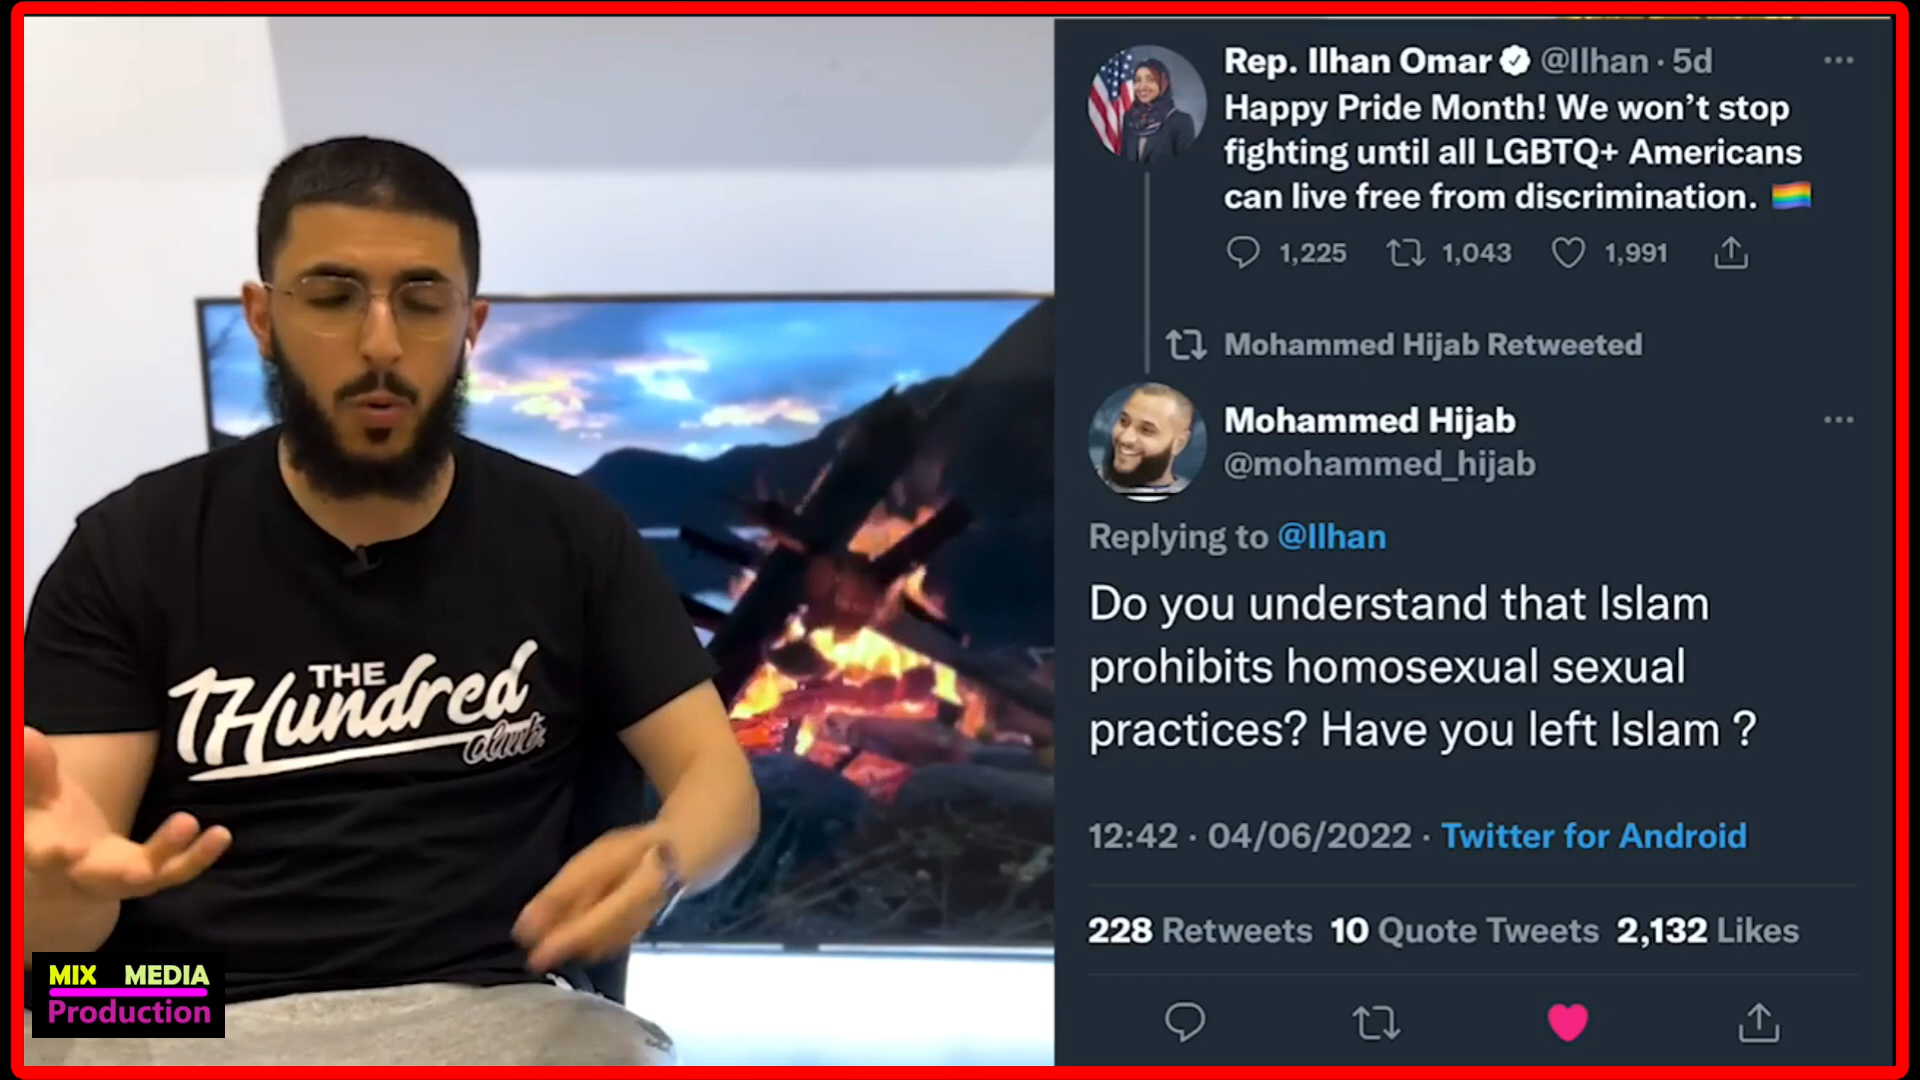 THE
Hundred
club.
MIX MEDIA
Production
Rep. Ilhan Omar @Ilhan · 5d
Happy Pride Month! We won’t stop
fighting until all LGBTQ+ Americans
can live free from discrimination. 🏳️‍🌈
1,225 1,043 1,991
Mohammed Hijab Retweeted
Mohammed Hijab
@mohammed_hijab
Replying to @Ilhan
Do you understand that Islam
prohibits homosexual sexual
practices? Have you left Islam ?
12:42 · 04/06/2022 · Twitter for Android
228 Retweets 10 Quote Tweets 2,132 Likes